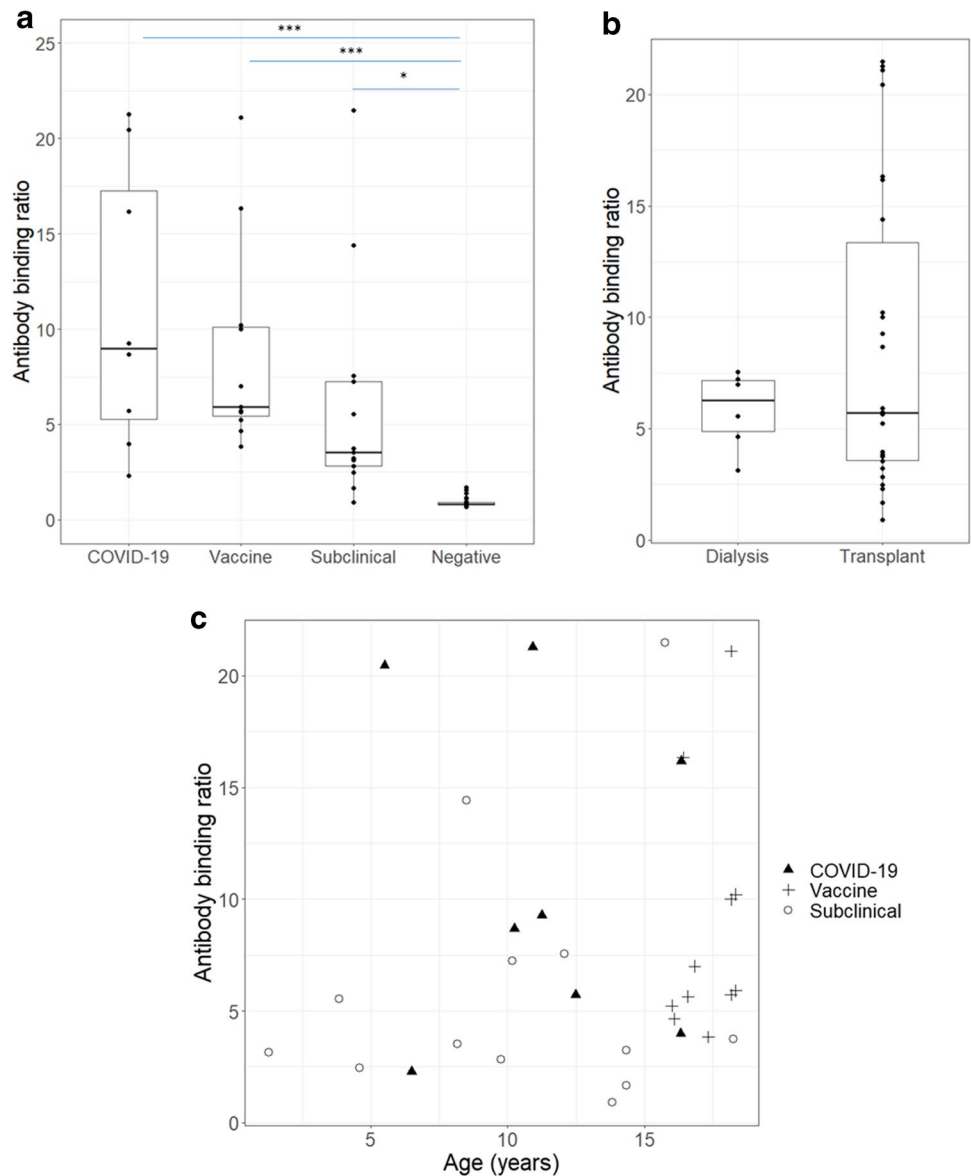 a
***
***
*
25
20
15
10
5
0
Antibody binding ratio
COVID-19 Vaccine Subclinical Negative
b
20
15
10
5
0
Antibody binding ratio
Dialysis Transplant
c
20
15
10
5
0
Antibody binding ratio
5 10 15
Age (years)
COVID-19
Vaccine
Subclinical